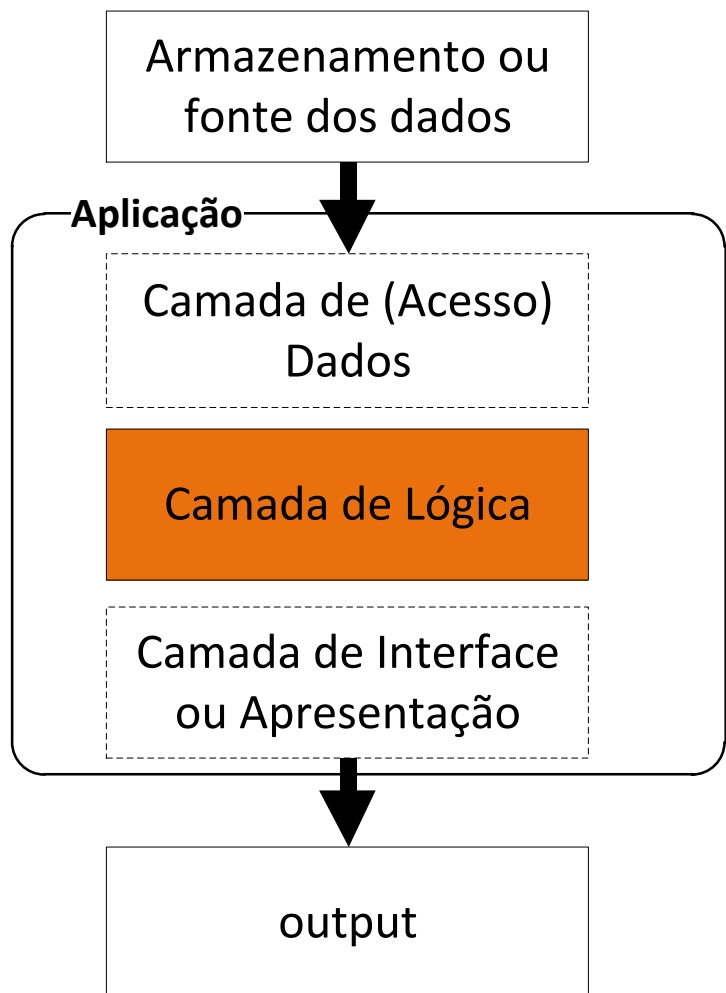 Armazenamento ou
fonte dos dados
Aplicação
Camada de (Acesso)
Dados
Camada de Lógica
Camada de Interface
ou Apresentação
output